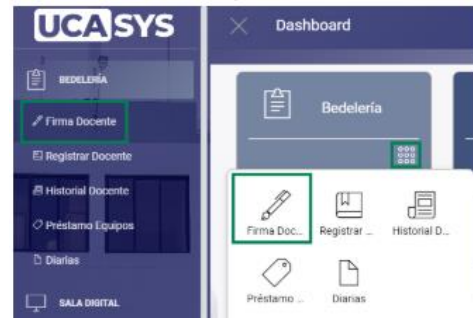 UCASYS
BEDELERÍA
Firma Docente
Registrar Docente
Historial Docente
Préstamo Equipos
Diarias
SALA DIGITAL
Dashboard
Bedelería
Firma Doc...
Registrar ...
Historial D...
Préstamo ...
Diarias